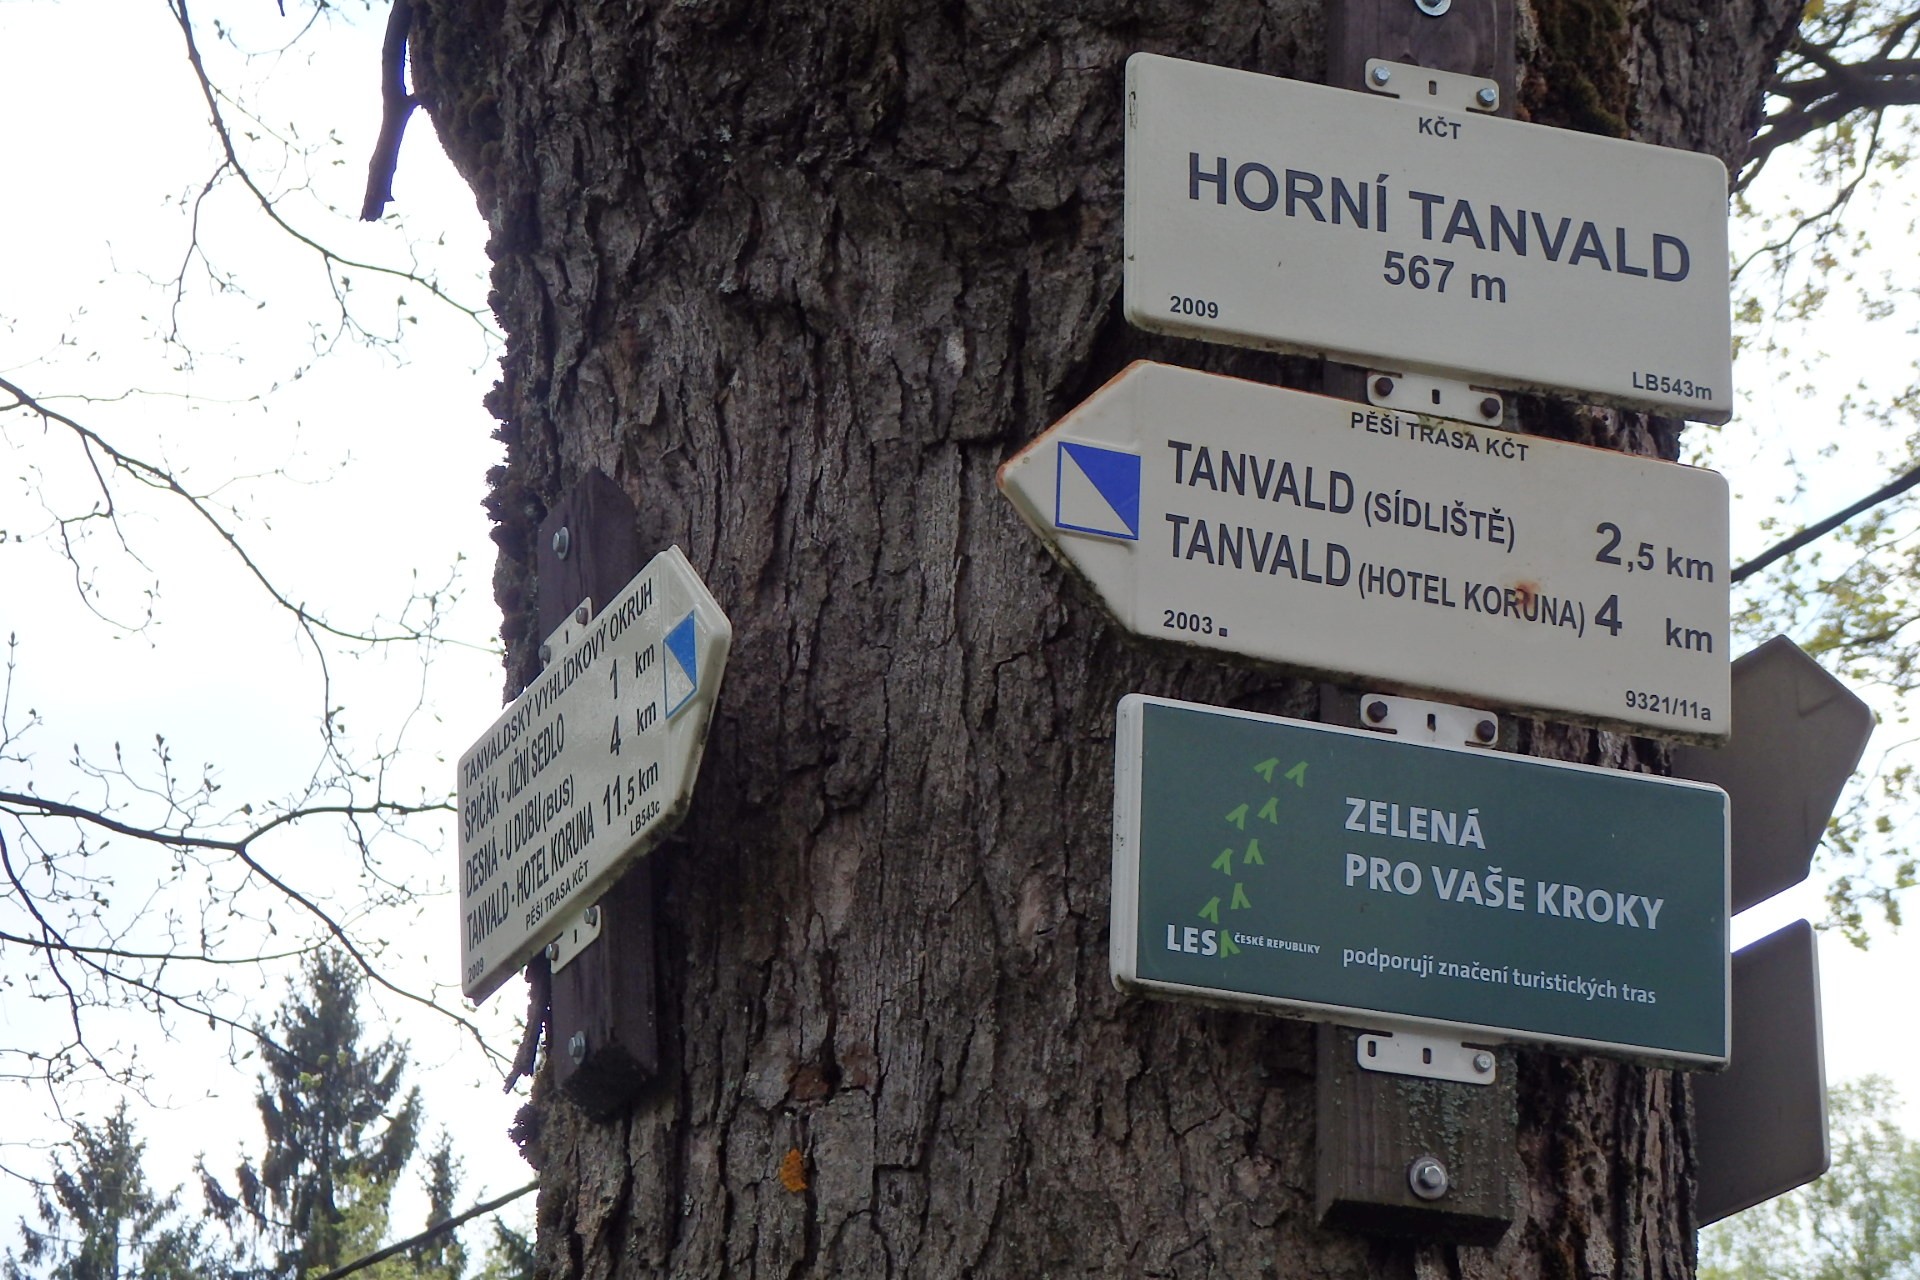 KČT
HORNÍ TANVALD
567 m
2009
LB543m
PĚŠÍ TRASA KČT
TANVALD (SÍDLIŠTĚ) 2,5 km
TANVALD (HOTEL KORUNA) 4 km
2003
9321/11a
ZELENÁ
PRO VAŠE KROKY
LESY ČESKÉ REPUBLIKY podporují značení turistických tras
TANVALDSKÝ VYHLÍDKOVÝ OKRUH
ŠPIČÁK - JIŽNÍ SEDLO 1 km
DESNÁ - U DUBU (BUS) 4 km
TANVALD - HOTEL KORUNA 11,5 km
LB543c
PĚŠÍ TRASA KČT
2009